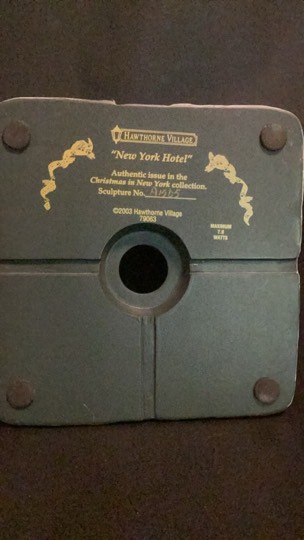 HAWTHORNE VILLAGE
"New York Hotel"
Authentic issue in the
Christmas in New York collection.
Sculpture No.
©2003 Hawthorne Village
79063
MAXIMUM
7.5
WATTS